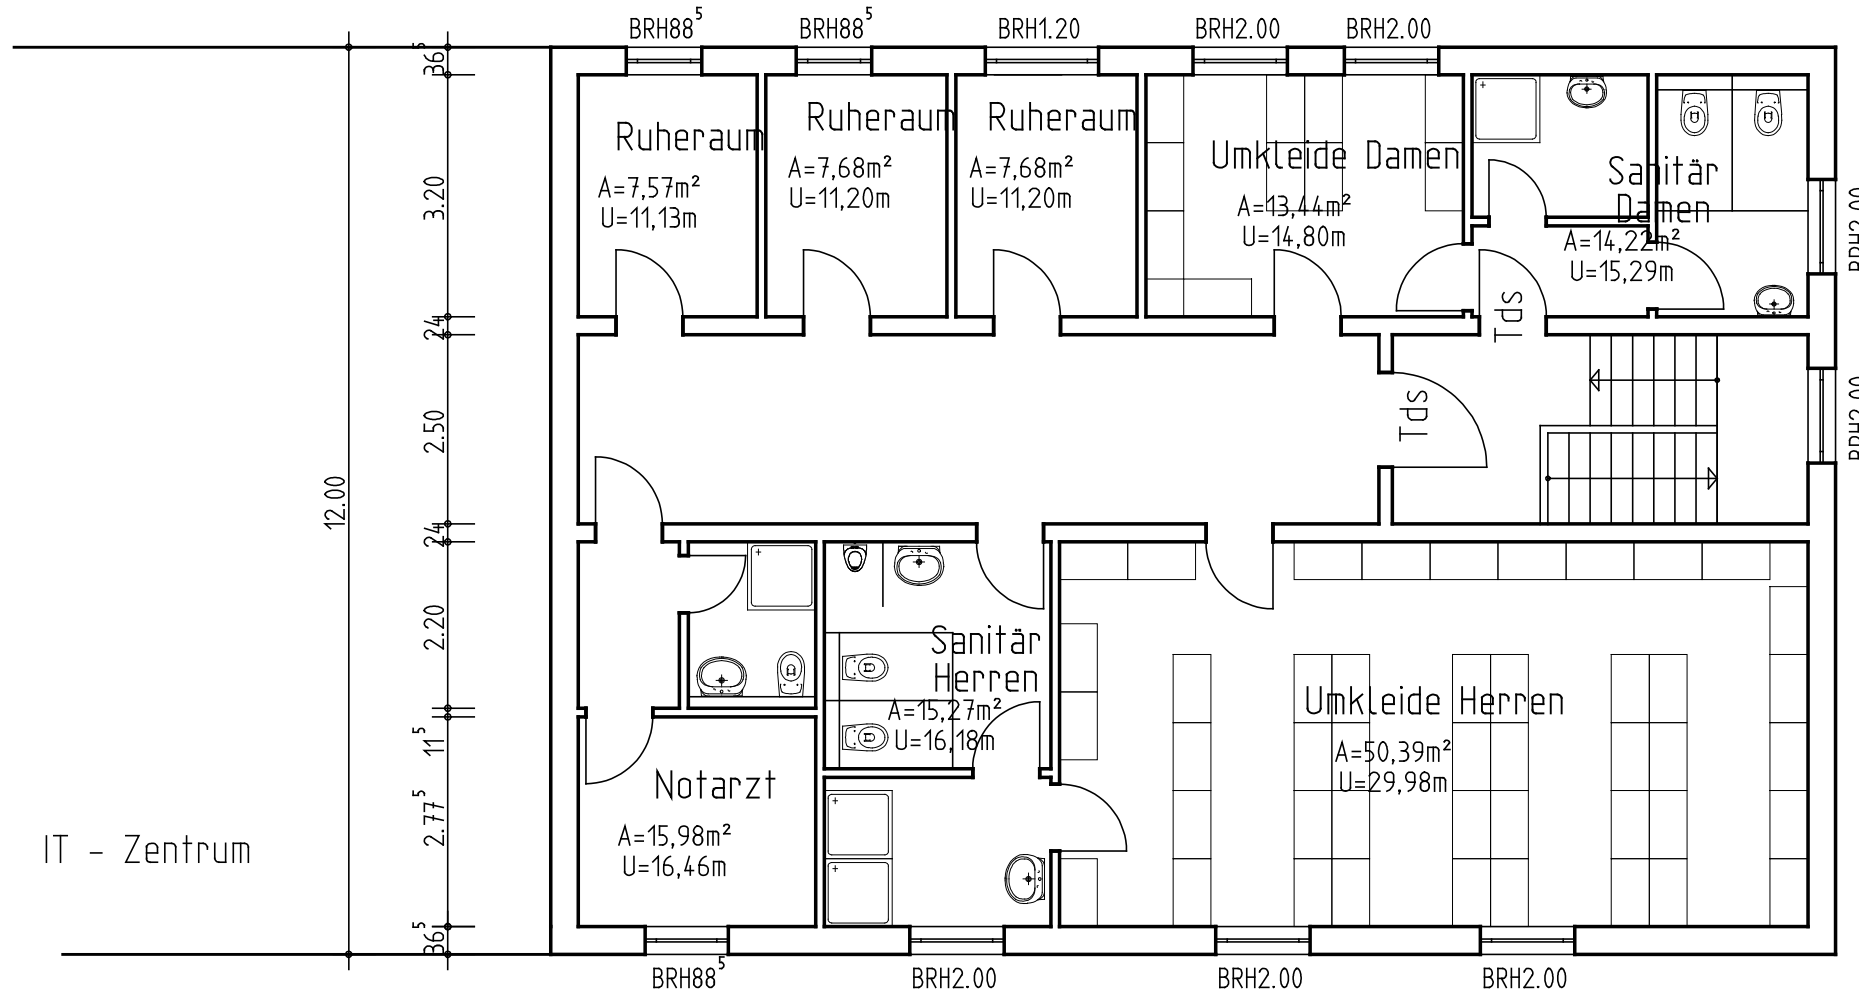 BRH88⁵
BRH88⁵
BRH1.20
BRH2.00
BRH2.00
36⁵
3.20
24
2.50
24
2.20
11⁵
2.77⁵
36⁵
12.00
Ruheraum
A=7,57m²
U=11,13m
Ruheraum
A=7,68m²
U=11,20m
Ruheraum
A=7,68m²
U=11,20m
Umkleide Damen
A=13,44m²
U=14,80m
Sanitär
Damen
A=14,22m²
U=15,29m
BRH2.00
Tds
Tds
BRH2.00
Sanitär
Herren
A=15,27m²
U=16,18m
Umkleide Herren
A=50,39m²
U=29,98m
Notarzt
A=15,98m²
U=16,46m
IT - Zentrum
BRH88⁵
BRH2.00
BRH2.00
BRH2.00